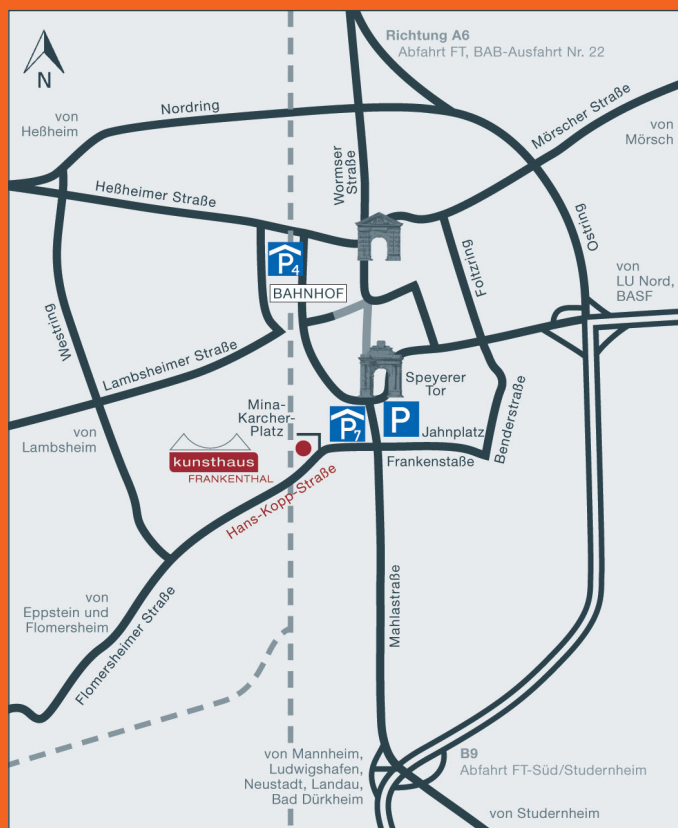 Richtung A6
Abfahrt FT, BAB-Ausfahrt Nr. 22
N
von
Heßheim
Nordring
Mörscher Straße
von
Mörsch
Wormser
Straße
Heßheimer Straße
Ostring
Foltzring
P4
BAHNHOF
von
LU Nord,
BASF
Westring
Lambsheimer Straße
Speyerer
Tor
Mina-
Karcher-
Platz
P7
P
Jahnplatz
Benderstraße
von
Lambsheim
kunsthaus
FRANKENTHAL
Frankenstaße
Hans-Kopp-Straße
von
Eppstein und
Flomersheim
Flomersheimer Straße
Mahlastraße
von Mannheim,
Ludwigshafen,
Neustadt, Landau,
Bad Dürkheim
B9
Abfahrt FT-Süd/Studernheim
von Studernheim